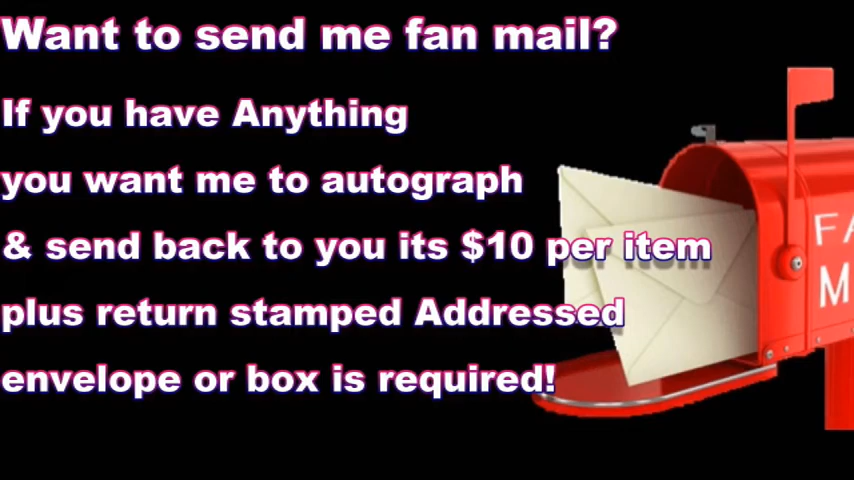 Want to send me fan mail?
If you have Anything
you want me to autograph
& send back to you its $10 per item
plus return stamped Addressed
envelope or box is required!